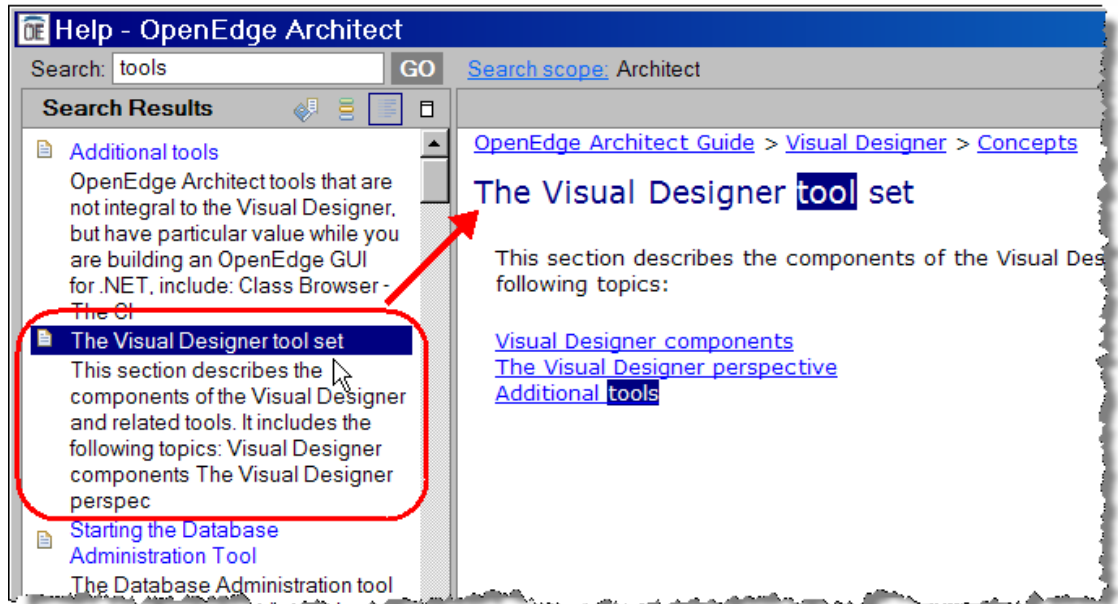 OE Help - OpenEdge Architect
Search: tools GO Search scope: Architect
Search Results
Additional tools
OpenEdge Architect tools that are
not integral to the Visual Designer,
but have particular value while you
are building an OpenEdge GUI
for .NET, include: Class Browser -
The Cl
The Visual Designer tool set
This section describes the
components of the Visual Designer
and related tools. It includes the
following topics: Visual Designer
components The Visual Designer
perspec
Starting the Database
Administration Tool
The Database Administration tool
OpenEdge Architect Guide > Visual Designer > Concepts
The Visual Designer tool set
This section describes the components of the Visual Des
following topics:
Visual Designer components
The Visual Designer perspective
Additional tools